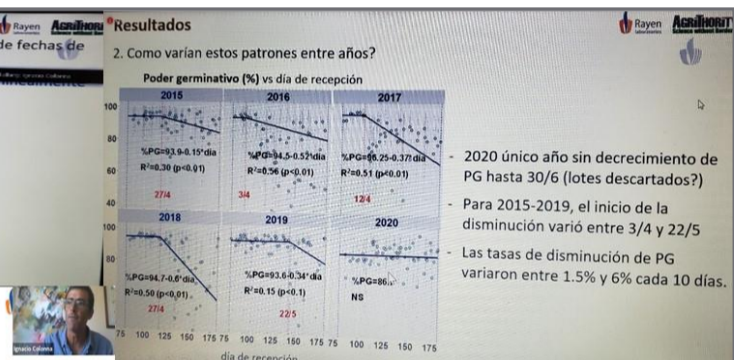 Rayen
AGRITHORIT
de fechas de
Resultados
Rayen
AGRITHORIT
2. Como varían estos patrones entre años?
Poder germinativo (%) vs día de recepción
2015
2016
2017
100
80
60
40
%PG=93.9-0.15*dia
R²=0.30 (p<0.01)
27/4
%PG=94.5-0.52*dia
R²=0.56 (p<0.01)
3/4
R²=0.51 (p<0.01)
12/4
2018
2019
2020
100
80
%PG=94.7-0.6*dia
R²=0.50 (p<0,01)
27/4
%PG=93.6-0.34*dia
R²=0.15 (p<0.1)
22/5
NS
75 100 125 150 175 75 100 125 150 175 75 100 125 150 175
día de recepción
- 2020 único año sin decrecimiento de
PG hasta 30/6 (lotes descartados?)
- Para 2015-2019, el inicio de la
disminución varió entre 3/4 y 22/5
- Las tasas de disminución de PG
variaron entre 1.5% y 6% cada 10 días.
Ignacio Colonna